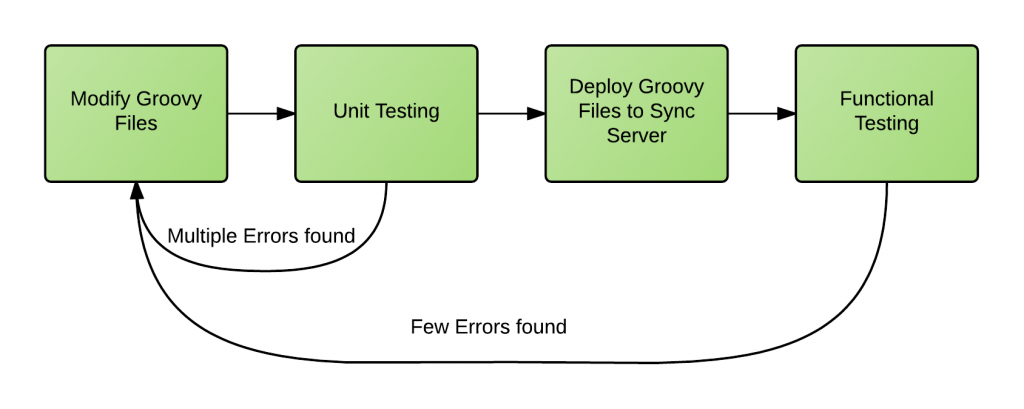 Modify Groovy
Files
Unit Testing
Deploy Groovy
Files to Sync
Server
Functional
Testing
Multiple Errors found
Few Errors found